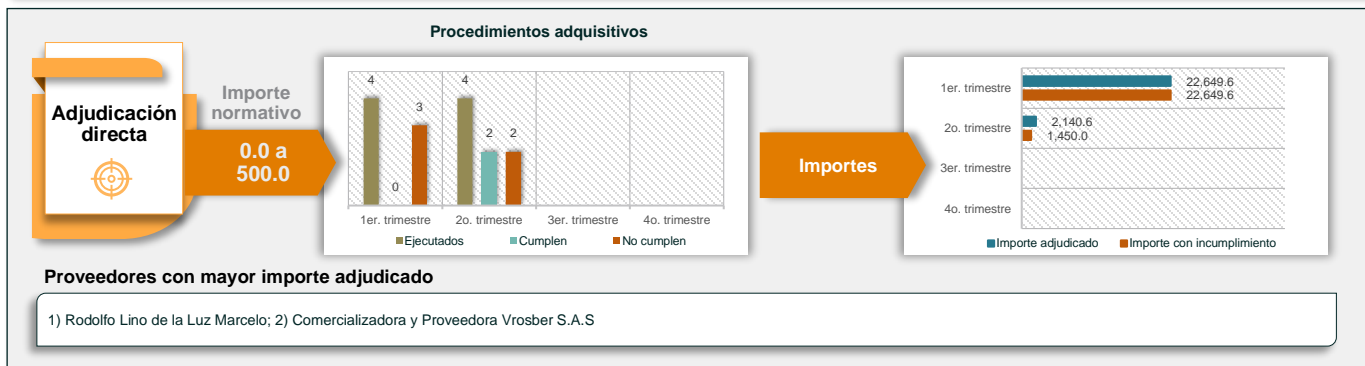 Procedimientos adquisitivos
Adjudicación
directa
Importe
normativo
0.0 a
500.0
4
0
3
4
2
2
1er. trimestre
2o. trimestre
3er. trimestre
4o. trimestre
Ejecutados
Cumplen
No cumplen
Importes
1er. trimestre
22,649.6
22,649.6
2o. trimestre
2,140.6
1,450.0
3er. trimestre
4o. trimestre
Importe adjudicado
Importe con incumplimiento
Proveedores con mayor importe adjudicado
1) Rodolfo Lino de la Luz Marcelo; 2) Comercializadora y Proveedora Vrosber S.A.S